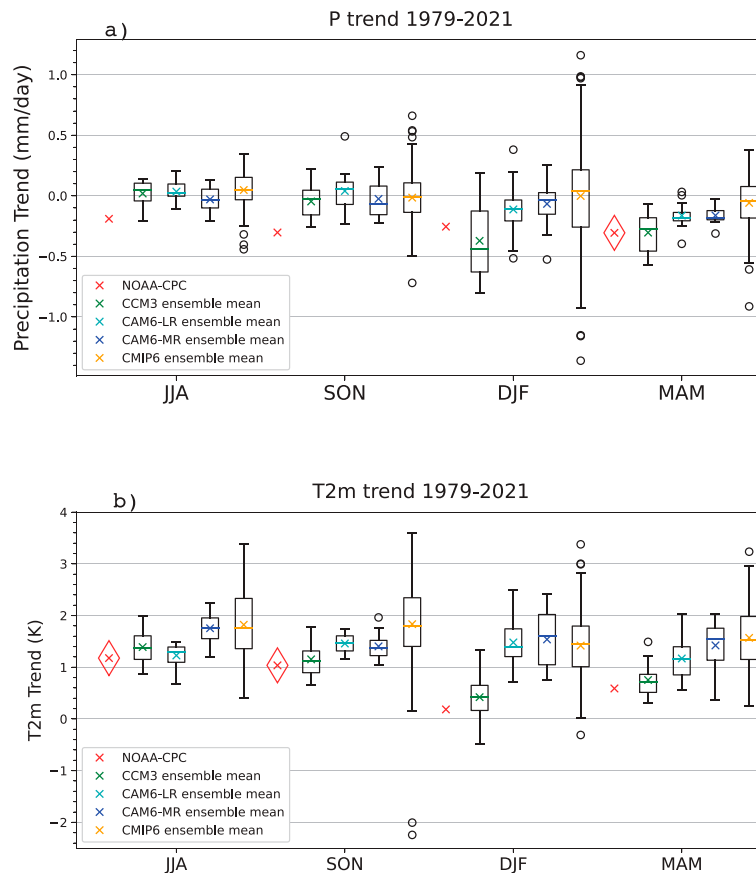 P trend 1979-2021
a)
Precipitation Trend (mm/day)
1.0
0.5
0.0
−0.5
−1.0
NOAA-CPC
CCM3 ensemble mean
CAM6-LR ensemble mean
CAM6-MR ensemble mean
CMIP6 ensemble mean
JJA SON DJF MAM
T2m trend 1979-2021
b)
T2m Trend (K)
4
3
2
1
0
−1
−2
NOAA-CPC
CCM3 ensemble mean
CAM6-LR ensemble mean
CAM6-MR ensemble mean
CMIP6 ensemble mean
JJA SON DJF MAM